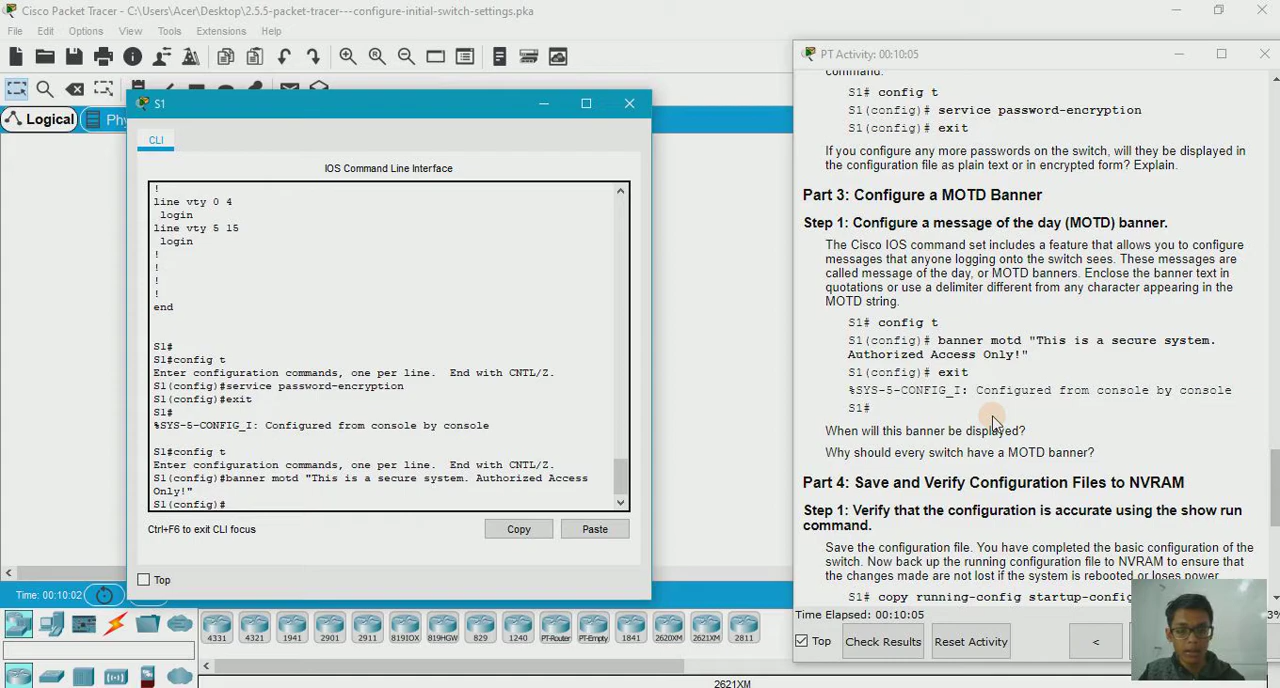 Cisco Packet Tracer - C:\Users\Acer\Desktop\2.5.5-packet-tracer---configure-initial-switch-settings.pka
File Edit Options View Tools Extensions Help
Logical
S1
CLI
IOS Command Line Interface
!
line vty 0 4
login
line vty 5 15
login
!
!
!
!
end
S1#
S1#config t
Enter configuration commands, one per line. End with CNTL/Z.
S1(config)#service password-encryption
S1(config)#exit
S1#
%SYS-5-CONFIG_I: Configured from console by console
S1#config t
Enter configuration commands, one per line. End with CNTL/Z.
S1(config)#banner motd "This is a secure system. Authorized Access
Only!"
S1(config)#
Ctrl+F6 to exit CLI focus
Copy
Paste
Top
Time: 00:10:02
4331 4321 1941 2901 2911 819IOX 819HGW 829 1240 PT-Router PT-Empty 1841 2620XM 2621XM 2811
2621XM
PT Activity: 00:10:05
command.
S1# config t
S1(config)# service password-encryption
S1(config)# exit
If you configure any more passwords on the switch, will they be displayed in
the configuration file as plain text or in encrypted form? Explain.
Part 3: Configure a MOTD Banner
Step 1: Configure a message of the day (MOTD) banner.
The Cisco IOS command set includes a feature that allows you to configure
messages that anyone logging onto the switch sees. These messages are
called message of the day, or MOTD banners. Enclose the banner text in
quotations or use a delimiter different from any character appearing in the
MOTD string.
S1# config t
S1(config)# banner motd "This is a secure system.
Authorized Access Only!"
S1(config)# exit
%SYS-5-CONFIG_I: Configured from console by console
S1#
When will this banner be displayed?
Why should every switch have a MOTD banner?
Part 4: Save and Verify Configuration Files to NVRAM
Step 1: Verify that the configuration is accurate using the show run
command.
Save the configuration file. You have completed the basic configuration of the
switch. Now back up the running configuration file to NVRAM to ensure that
the changes made are not lost if the system is rebooted or loses power
S1# copy running-config
Time Elapsed: 00:10:05
Top
Check Results
Reset Activity
<